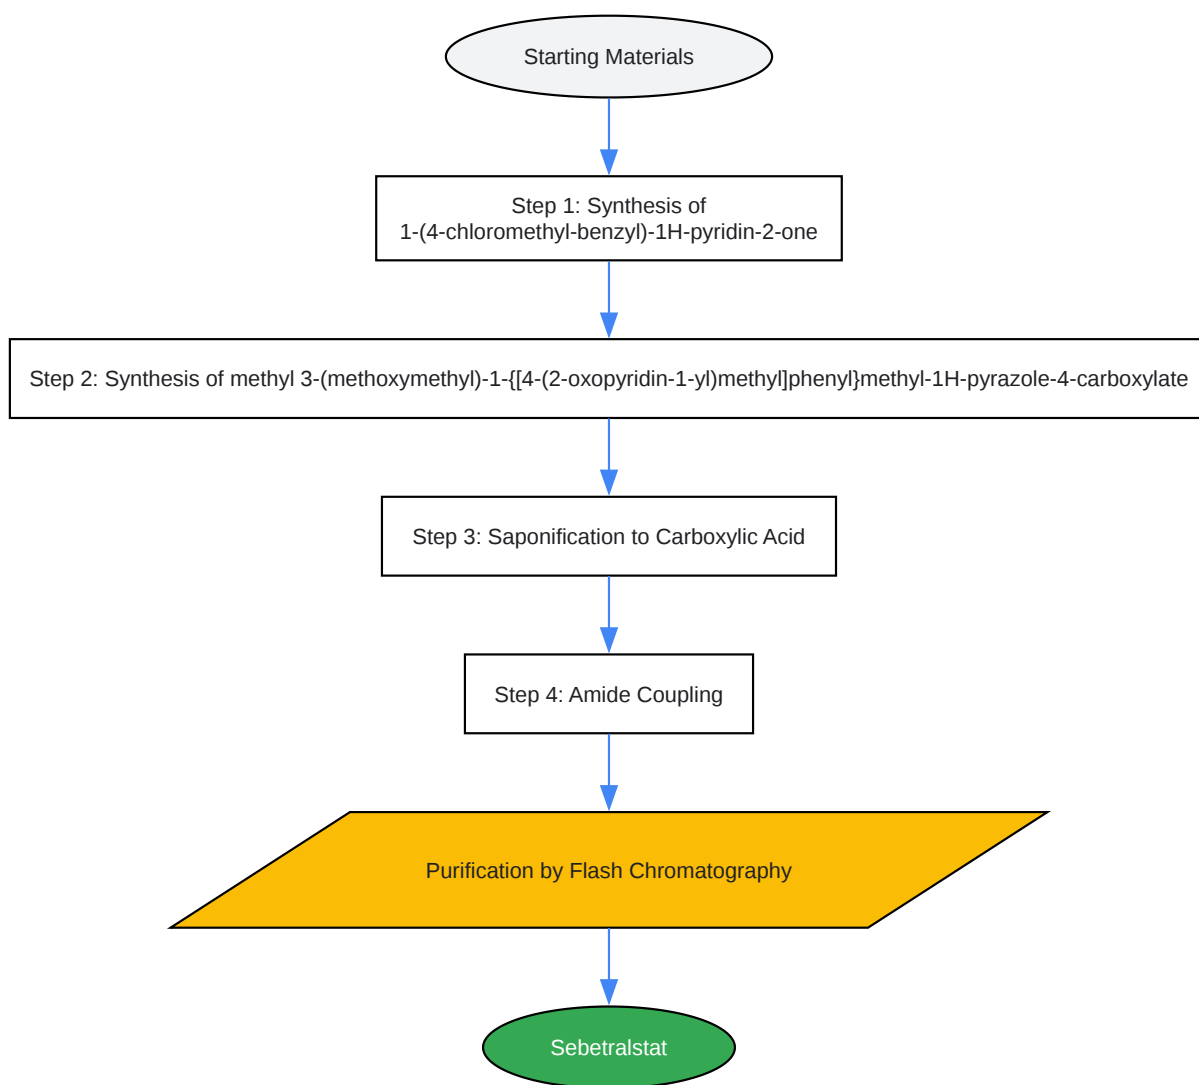 Starting Materials
Step 1: Synthesis of
1-(4-chloromethyl-benzyl)-1H-pyridin-2-one
Step 2: Synthesis of methyl 3-(methoxymethyl)-1-{[4-(2-oxopyridin-1-yl)methyl]phenyl}methyl-1H-pyrazole-4-carboxylate
Step 3: Saponification to Carboxylic Acid
Step 4: Amide Coupling
Purification by Flash Chromatography
Sebetralstat